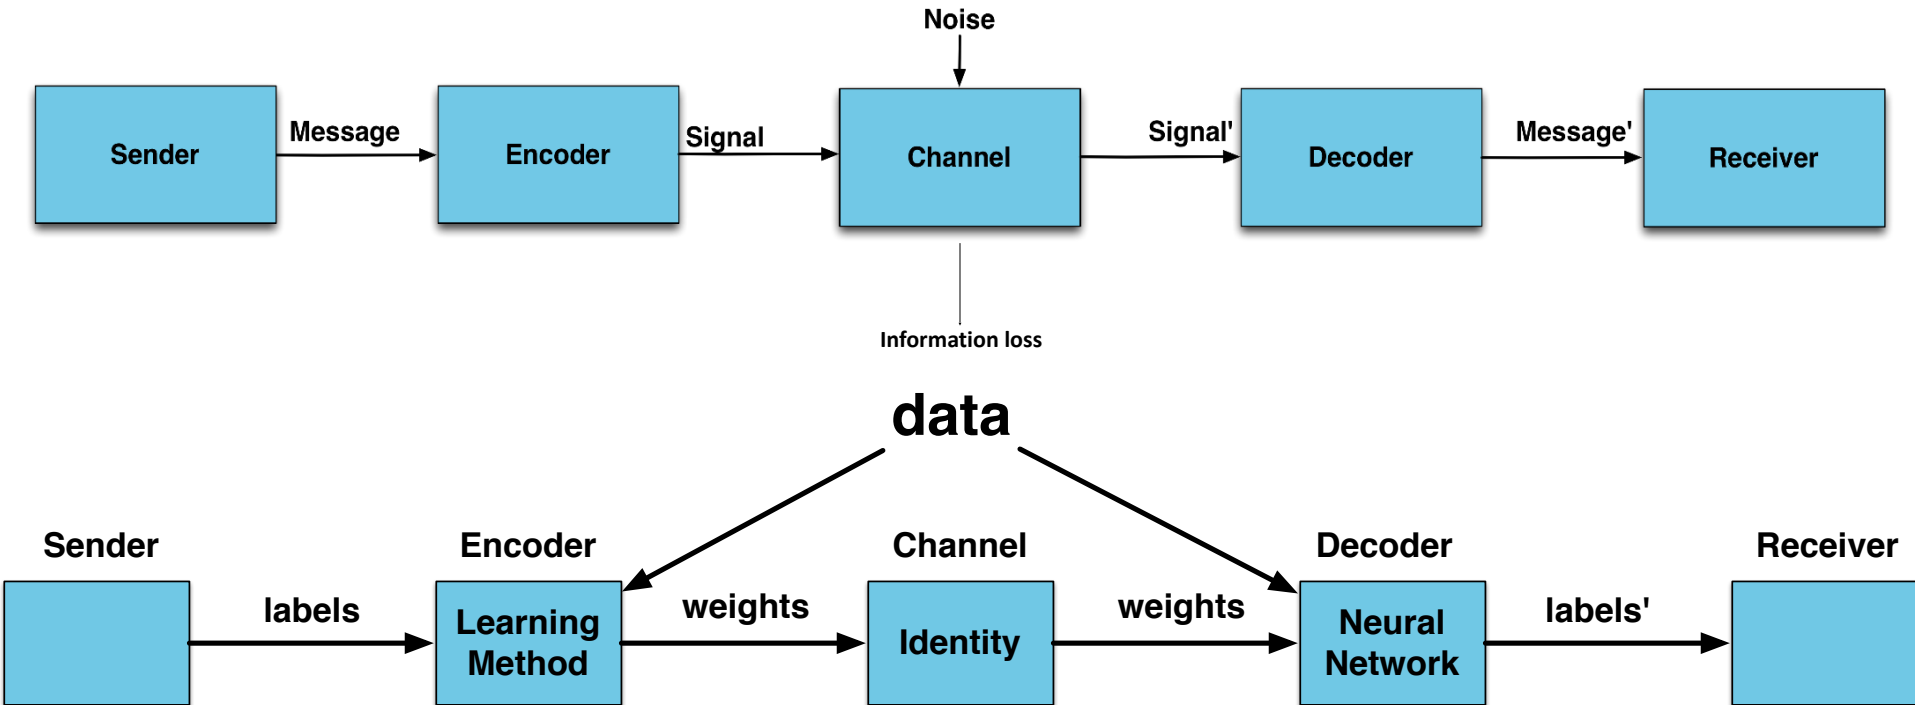 Noise
Sender
Message
Encoder
Signal
Channel
Signal'
Decoder
Message'
Receiver
Information loss
data
Sender
Encoder
Channel
Decoder
Receiver
labels
Learning
Method
weights
Identity
weights
Neural
Network
labels'